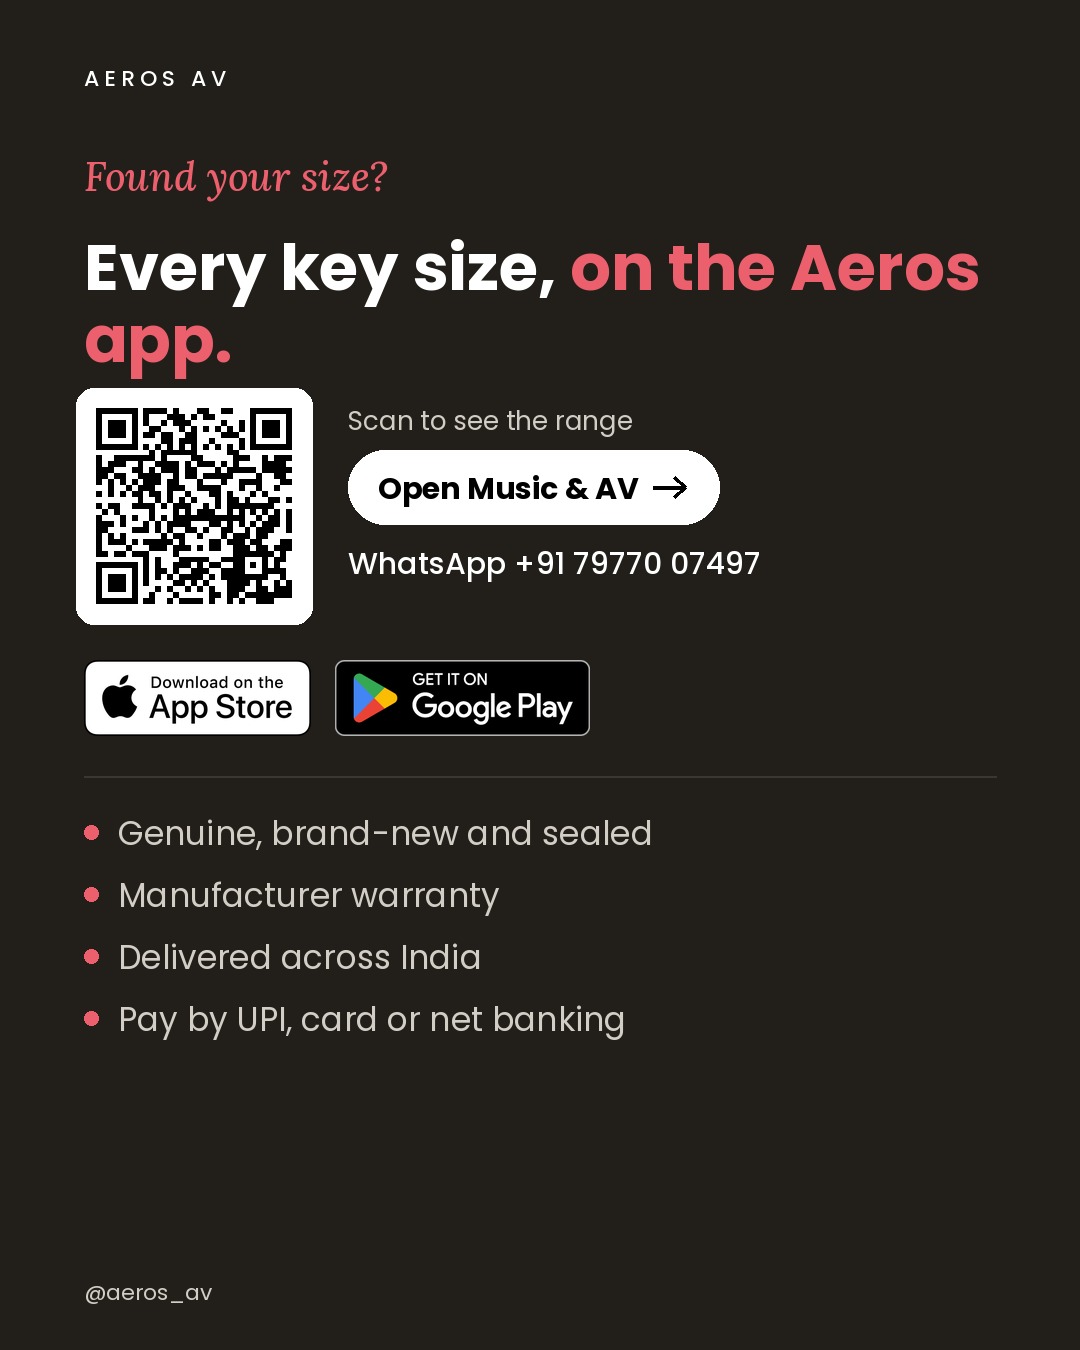 AEROS AV
Found your size?
Every key size, on the Aeros
app.
Scan to see the range
Open Music & AV →
WhatsApp +91 79770 07497
Download on the
App Store
GET IT ON
Google Play
Genuine, brand-new and sealed
Manufacturer warranty
Delivered across India
Pay by UPI, card or net banking
@aeros_av